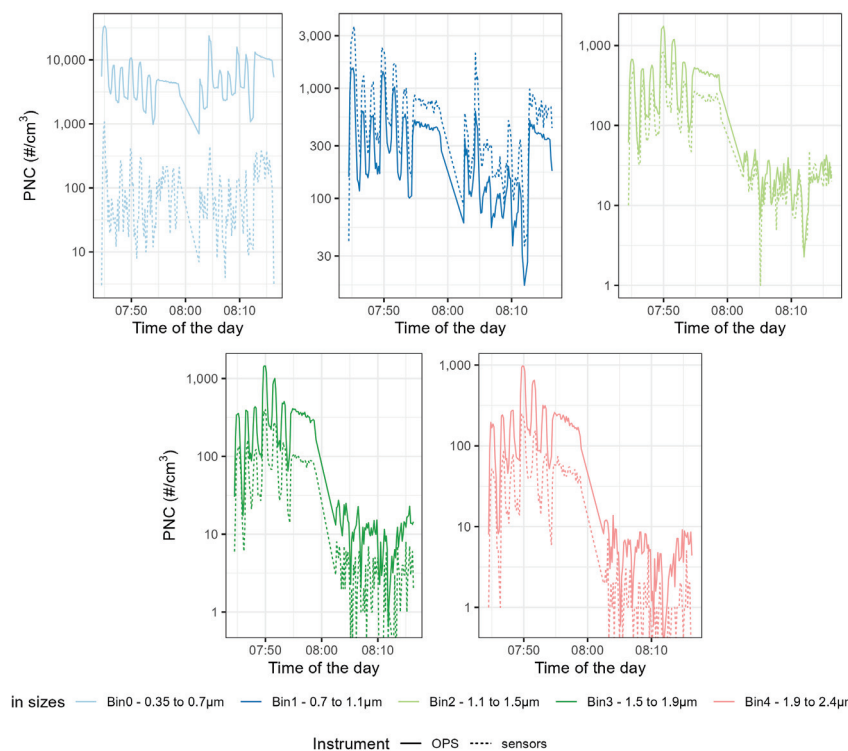 PNC (#/cm³)
10,000
1,000
100
10
07:50 08:00 08:10
Time of the day
3,000
1,000
300
100
30
07:50 08:00 08:10
Time of the day
1,000
100
10
1
07:50 08:00 08:10
Time of the day
PNC (#/cm³)
1,000
100
10
1
07:50 08:00 08:10
Time of the day
1,000
100
10
1
07:50 08:00 08:10
Time of the day
in sizes Bin0 - 0.35 to 0.7µm Bin1 - 0.7 to 1.1µm Bin2 - 1.1 to 1.5µm Bin3 - 1.5 to 1.9µm Bin4 - 1.9 to 2.4µ
Instrument OPS sensors